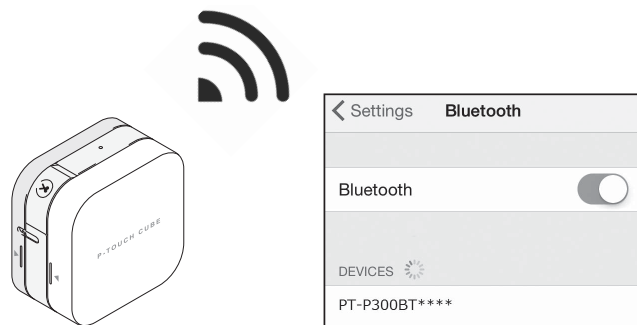 P-TOUCH CUBE
Settings Bluetooth
Bluetooth
DEVICES
PT-P300BT****